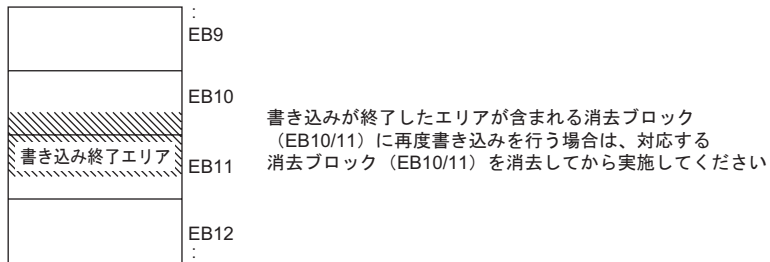 :
EB9
EB10
書き込みが終了したエリアが含まれる消去ブロック
（EB10/11）に再度書き込みを行う場合は、対応する
消去ブロック（EB10/11）を消去してから実施してください
書き込み終了エリア
EB11
EB12
: